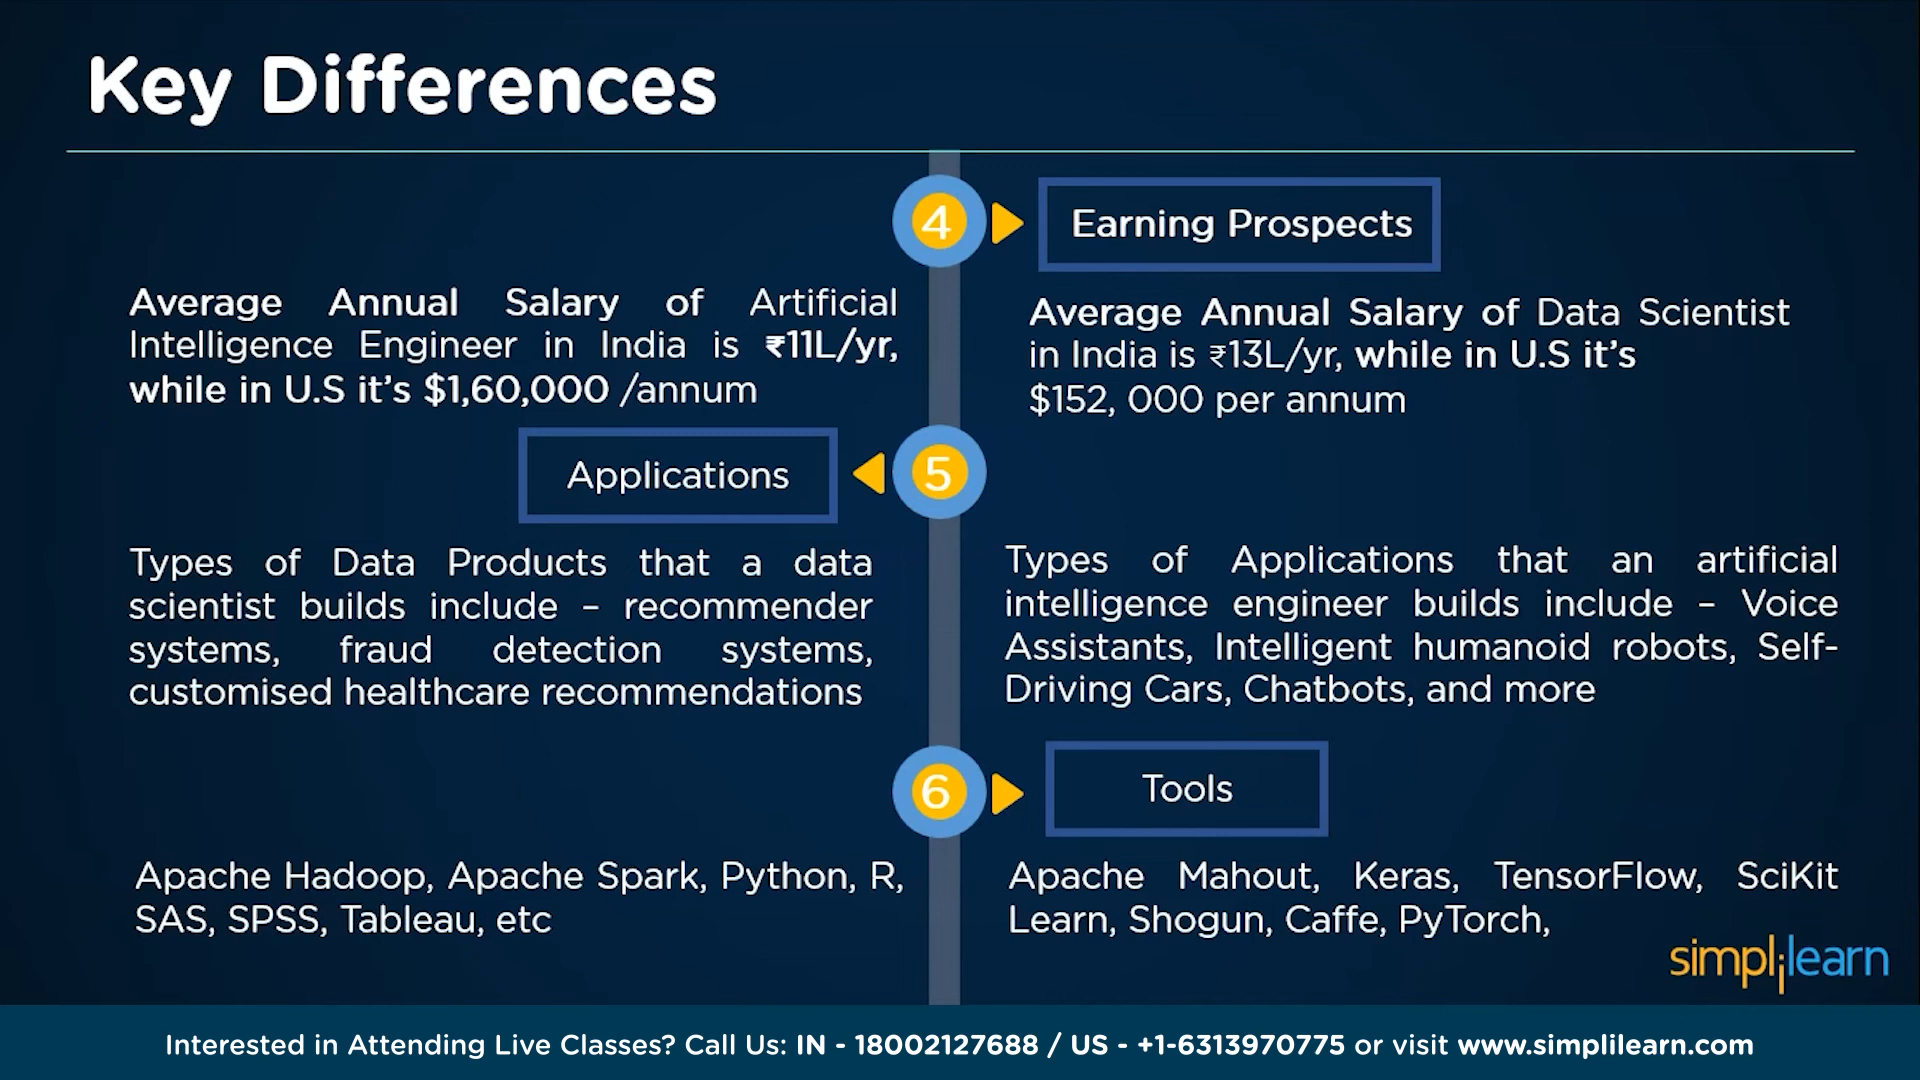 Key Differences
4
Earning Prospects
Average Annual Salary of Artificial
Intelligence Engineer in India is ₹11L/yr,
while in U.S it’s $1,60,000 /annum
Average Annual Salary of Data Scientist
in India is ₹13L/yr, while in U.S it’s
$152, 000 per annum
Applications
5
Types of Data Products that a data
scientist builds include – recommender
systems, fraud detection systems,
customised healthcare recommendations
Types of Applications that an artificial
intelligence engineer builds include – Voice
Assistants, Intelligent humanoid robots, Self-
Driving Cars, Chatbots, and more
6
Tools
Apache Hadoop, Apache Spark, Python, R,
SAS, SPSS, Tableau, etc
Apache Mahout, Keras, TensorFlow, SciKit
Learn, Shogun, Caffe, PyTorch,
simplilearn
Interested in Attending Live Classes? Call Us: IN - 18002127688 / US - +1-6313970775 or visit www.simplilearn.com